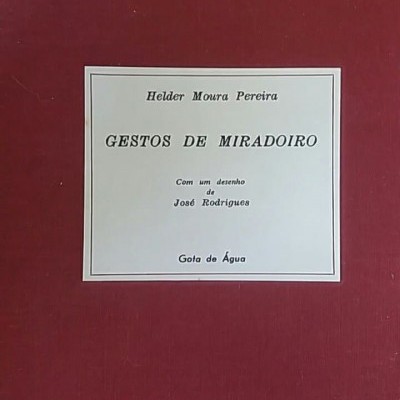 Helder Moura Pereira
GESTOS DE MIRADOIRO
Com um desenho
de
José Rodrigues
Gota de Água